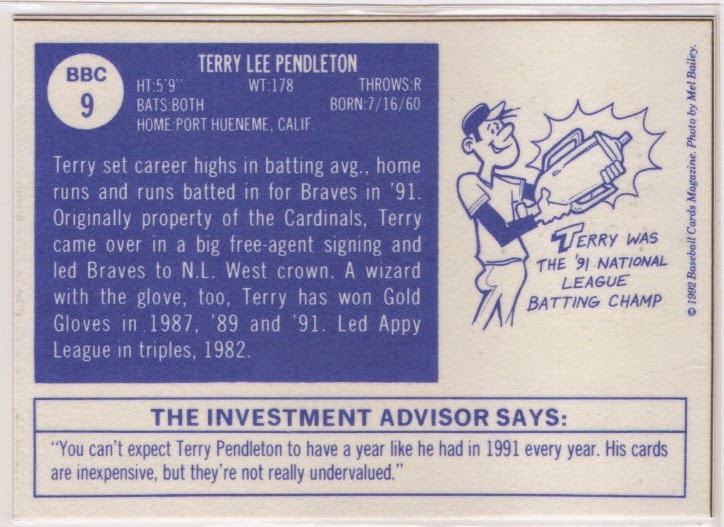 BBC
9
TERRY LEE PENDLETON
HT:5'9" WT:178 THROWS:R
BATS:BOTH BORN:7/16/60
HOME:PORT HUENEME, CALIF.
Terry set career highs in batting avg., home
runs and runs batted in for Braves in '91.
Originally property of the Cardinals, Terry
came over in a big free-agent signing and
led Braves to N.L. West crown. A wizard
with the glove, too, Terry has won Gold
Gloves in 1987, '89 and '91. Led Appy
League in triples, 1982.
TERRY WAS
THE '91 NATIONAL
LEAGUE
BATTING CHAMP
© 1992 Baseball Cards Magazine. Photo by Mel Bailey.
THE INVESTMENT ADVISOR SAYS:
"You can't expect Terry Pendleton to have a year like he had in 1991 every year. His cards
are inexpensive, but they're not really undervalued."